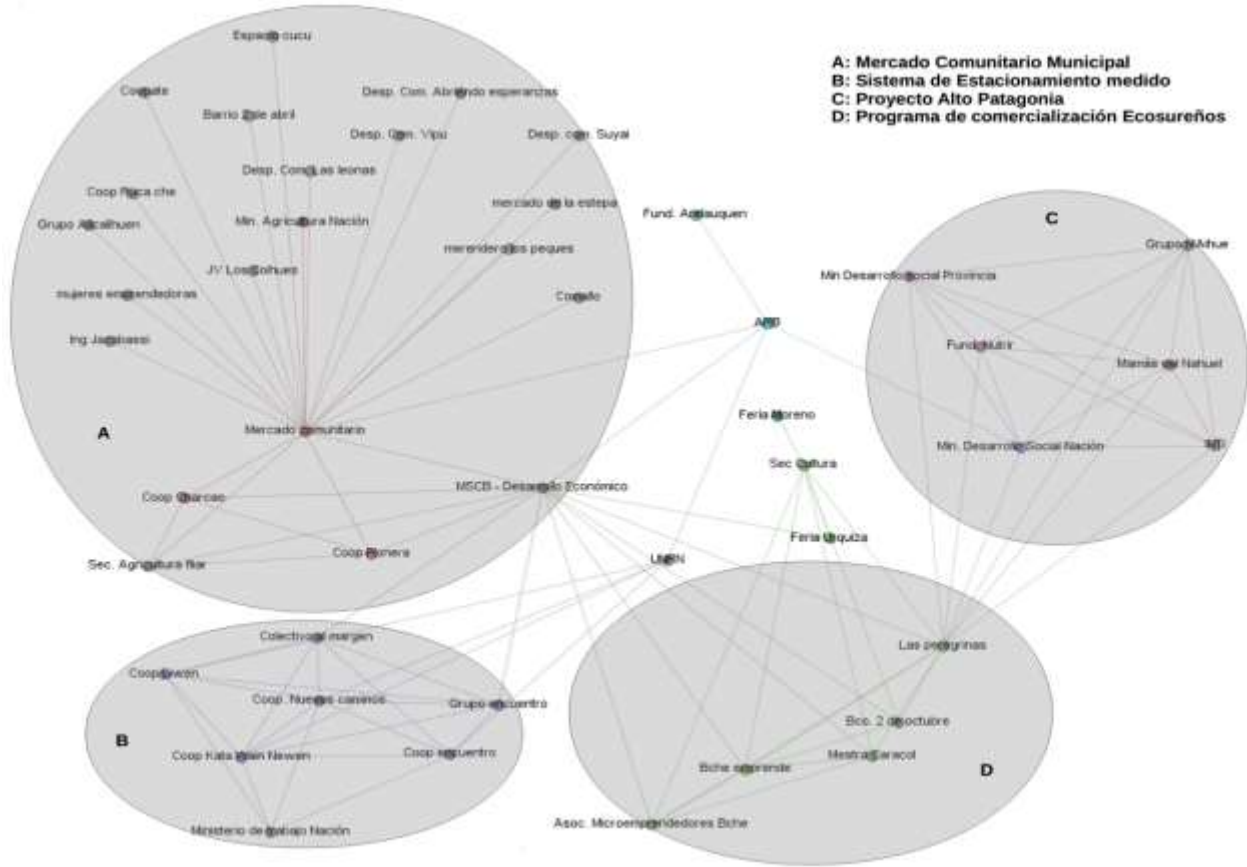 A: Mercado Comunitario Municipal
B: Sistema de Estacionamiento medido
C: Proyecto Alto Patagonia
D: Programa de comercialización Ecosureños
Espacio cucu
Desp. Com. Abriendo esperanzas
Barrio 2 de abril
Desp. Com. Vipu
Desp. com. Suyai
Desp. Com. Las leonas
Coop Ruca che
mercado de la estepa
Grupo
Min. Agricultura Nación
merendero los peques
JV Los Coihues
mujeres emprendedoras
Ing Jacobassi
Mercado comunitario
A
Coop Charcao
MSCB - Desarrollo Económico
Coop
Sec. Agricultura fliar
Fund.
C
Grupo
Min Desarrollo Social Provincia
Fund. Nutrir
Mamás del Nahuel
Min. Desarrollo Social Nación
Feria Moreno
Sec Cultura
Feria Urquiza
UNRN
Colectivo al margen
Coop
Coop. Nuevos caminos
Grupo encuentro
B
Coop Kata Wain Newen
Coop encuentro
Ministerio de trabajo Nación
Las peregrinas
Bco. 2 de octubre
Mestra Caracol
Bche emprende
D
Asoc. Microemprendedores Bche